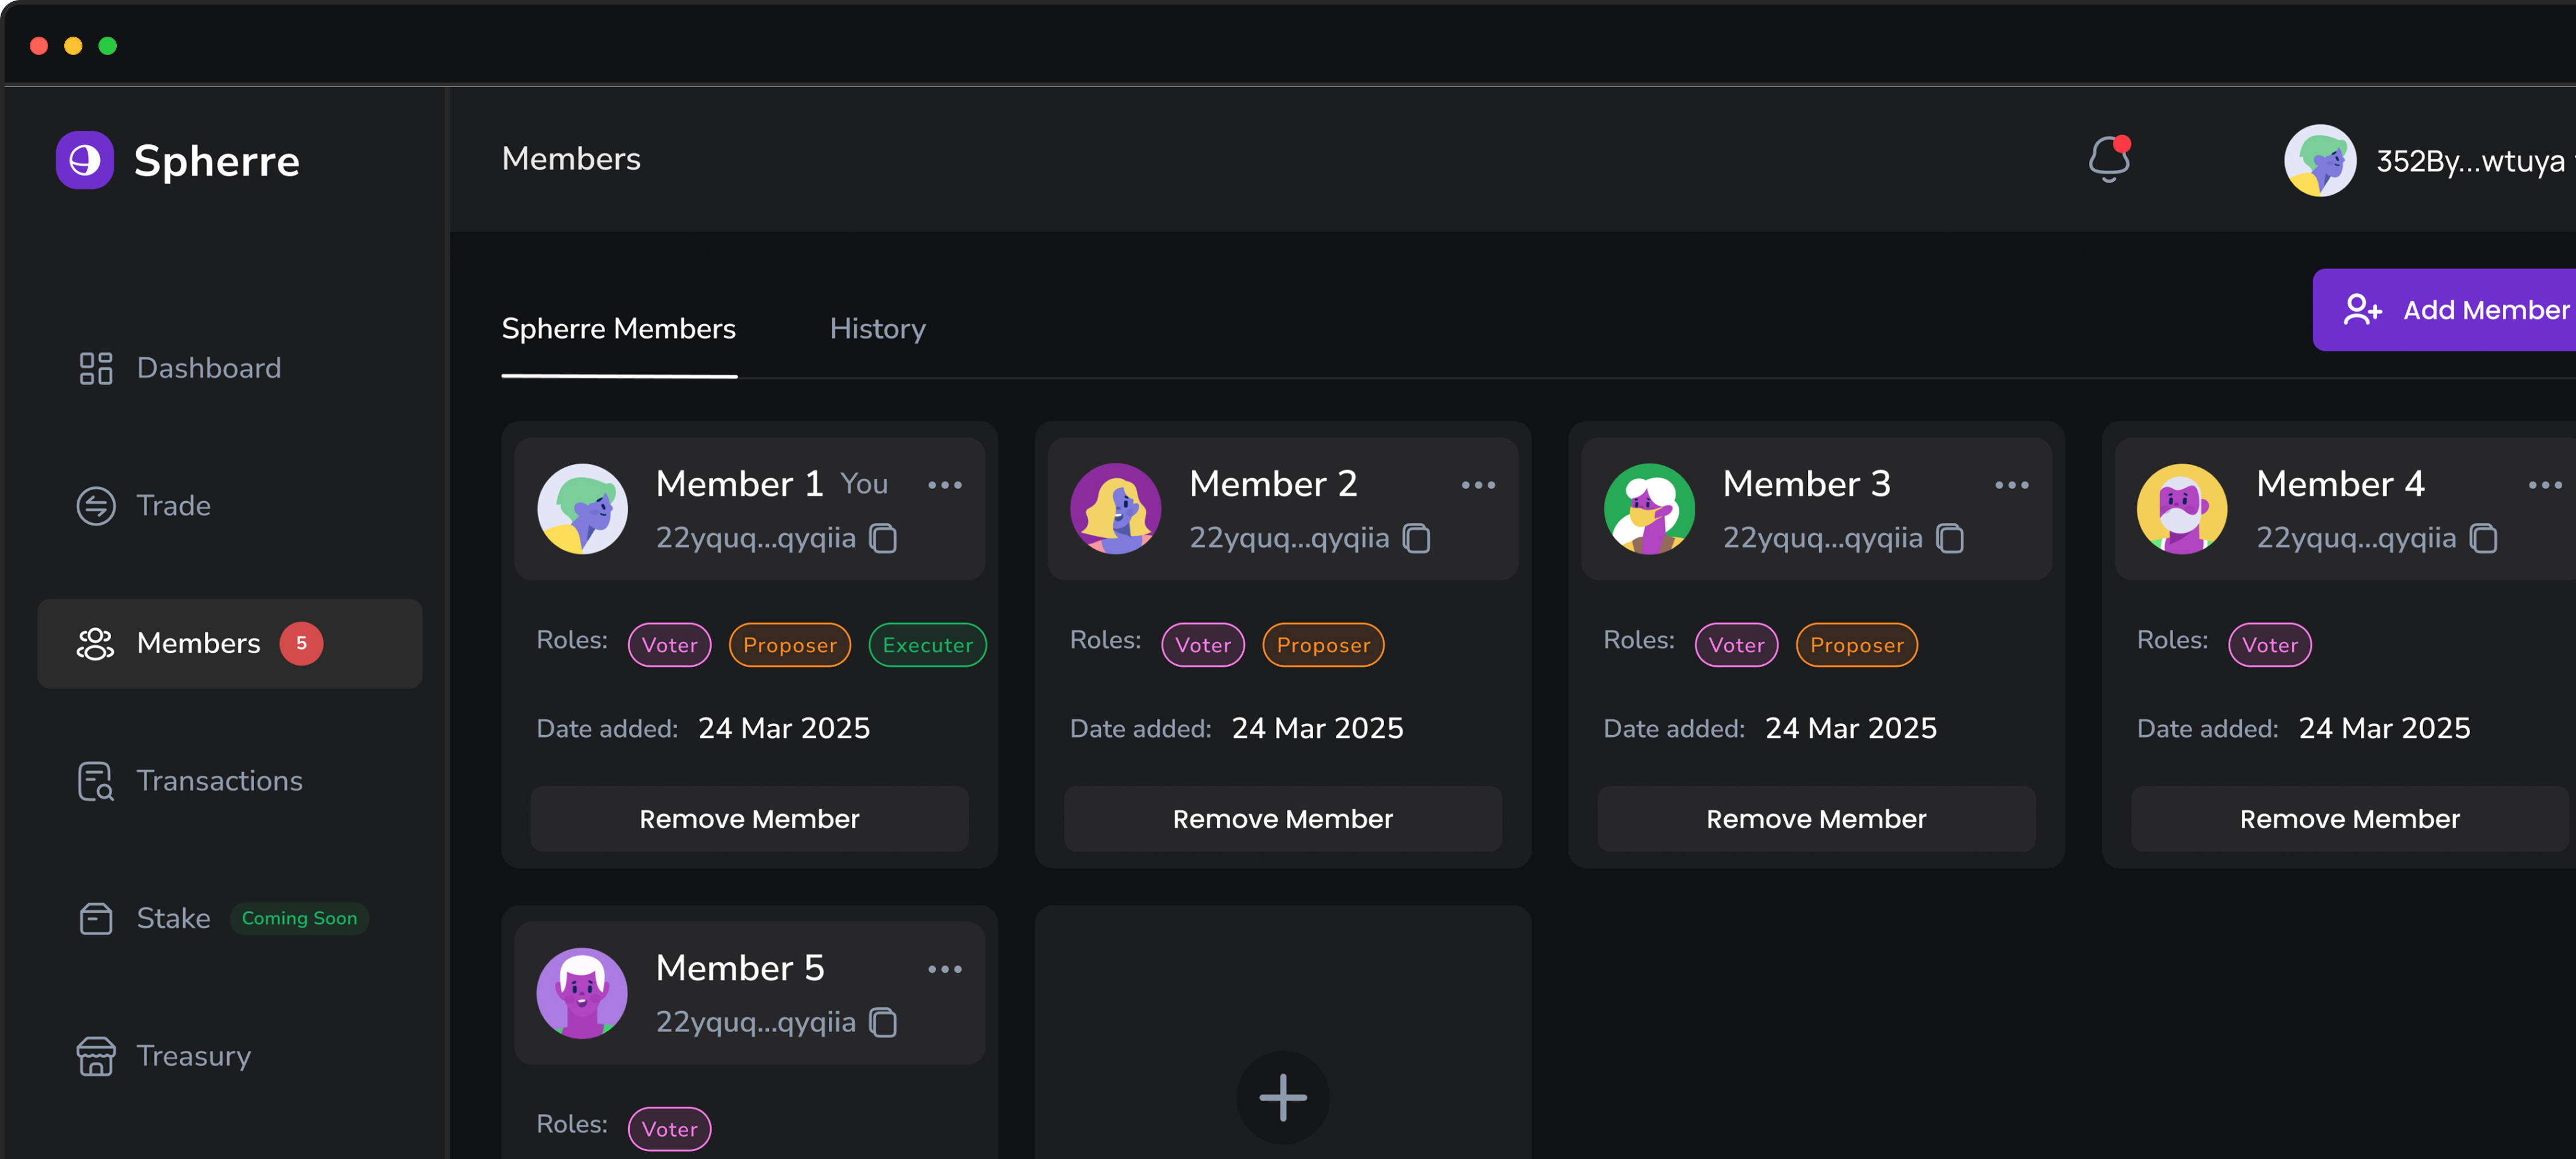 Spherre
Members
352By...wtuya
Dashboard
Trade
Members 5
Transactions
Stake Coming Soon
Treasury
Spherre Members
History
Add Member
Member 1 You
22yquq...qyqiia
Roles: Voter Proposer Executer
Date added: 24 Mar 2025
Remove Member
Member 2
22yquq...qyqiia
Roles: Voter Proposer
Date added: 24 Mar 2025
Remove Member
Member 3
22yquq...qyqiia
Roles: Voter Proposer
Date added: 24 Mar 2025
Remove Member
Member 4
22yquq...qyqiia
Roles: Voter
Date added: 24 Mar 2025
Remove Member
Member 5
22yquq...qyqiia
Roles: Voter